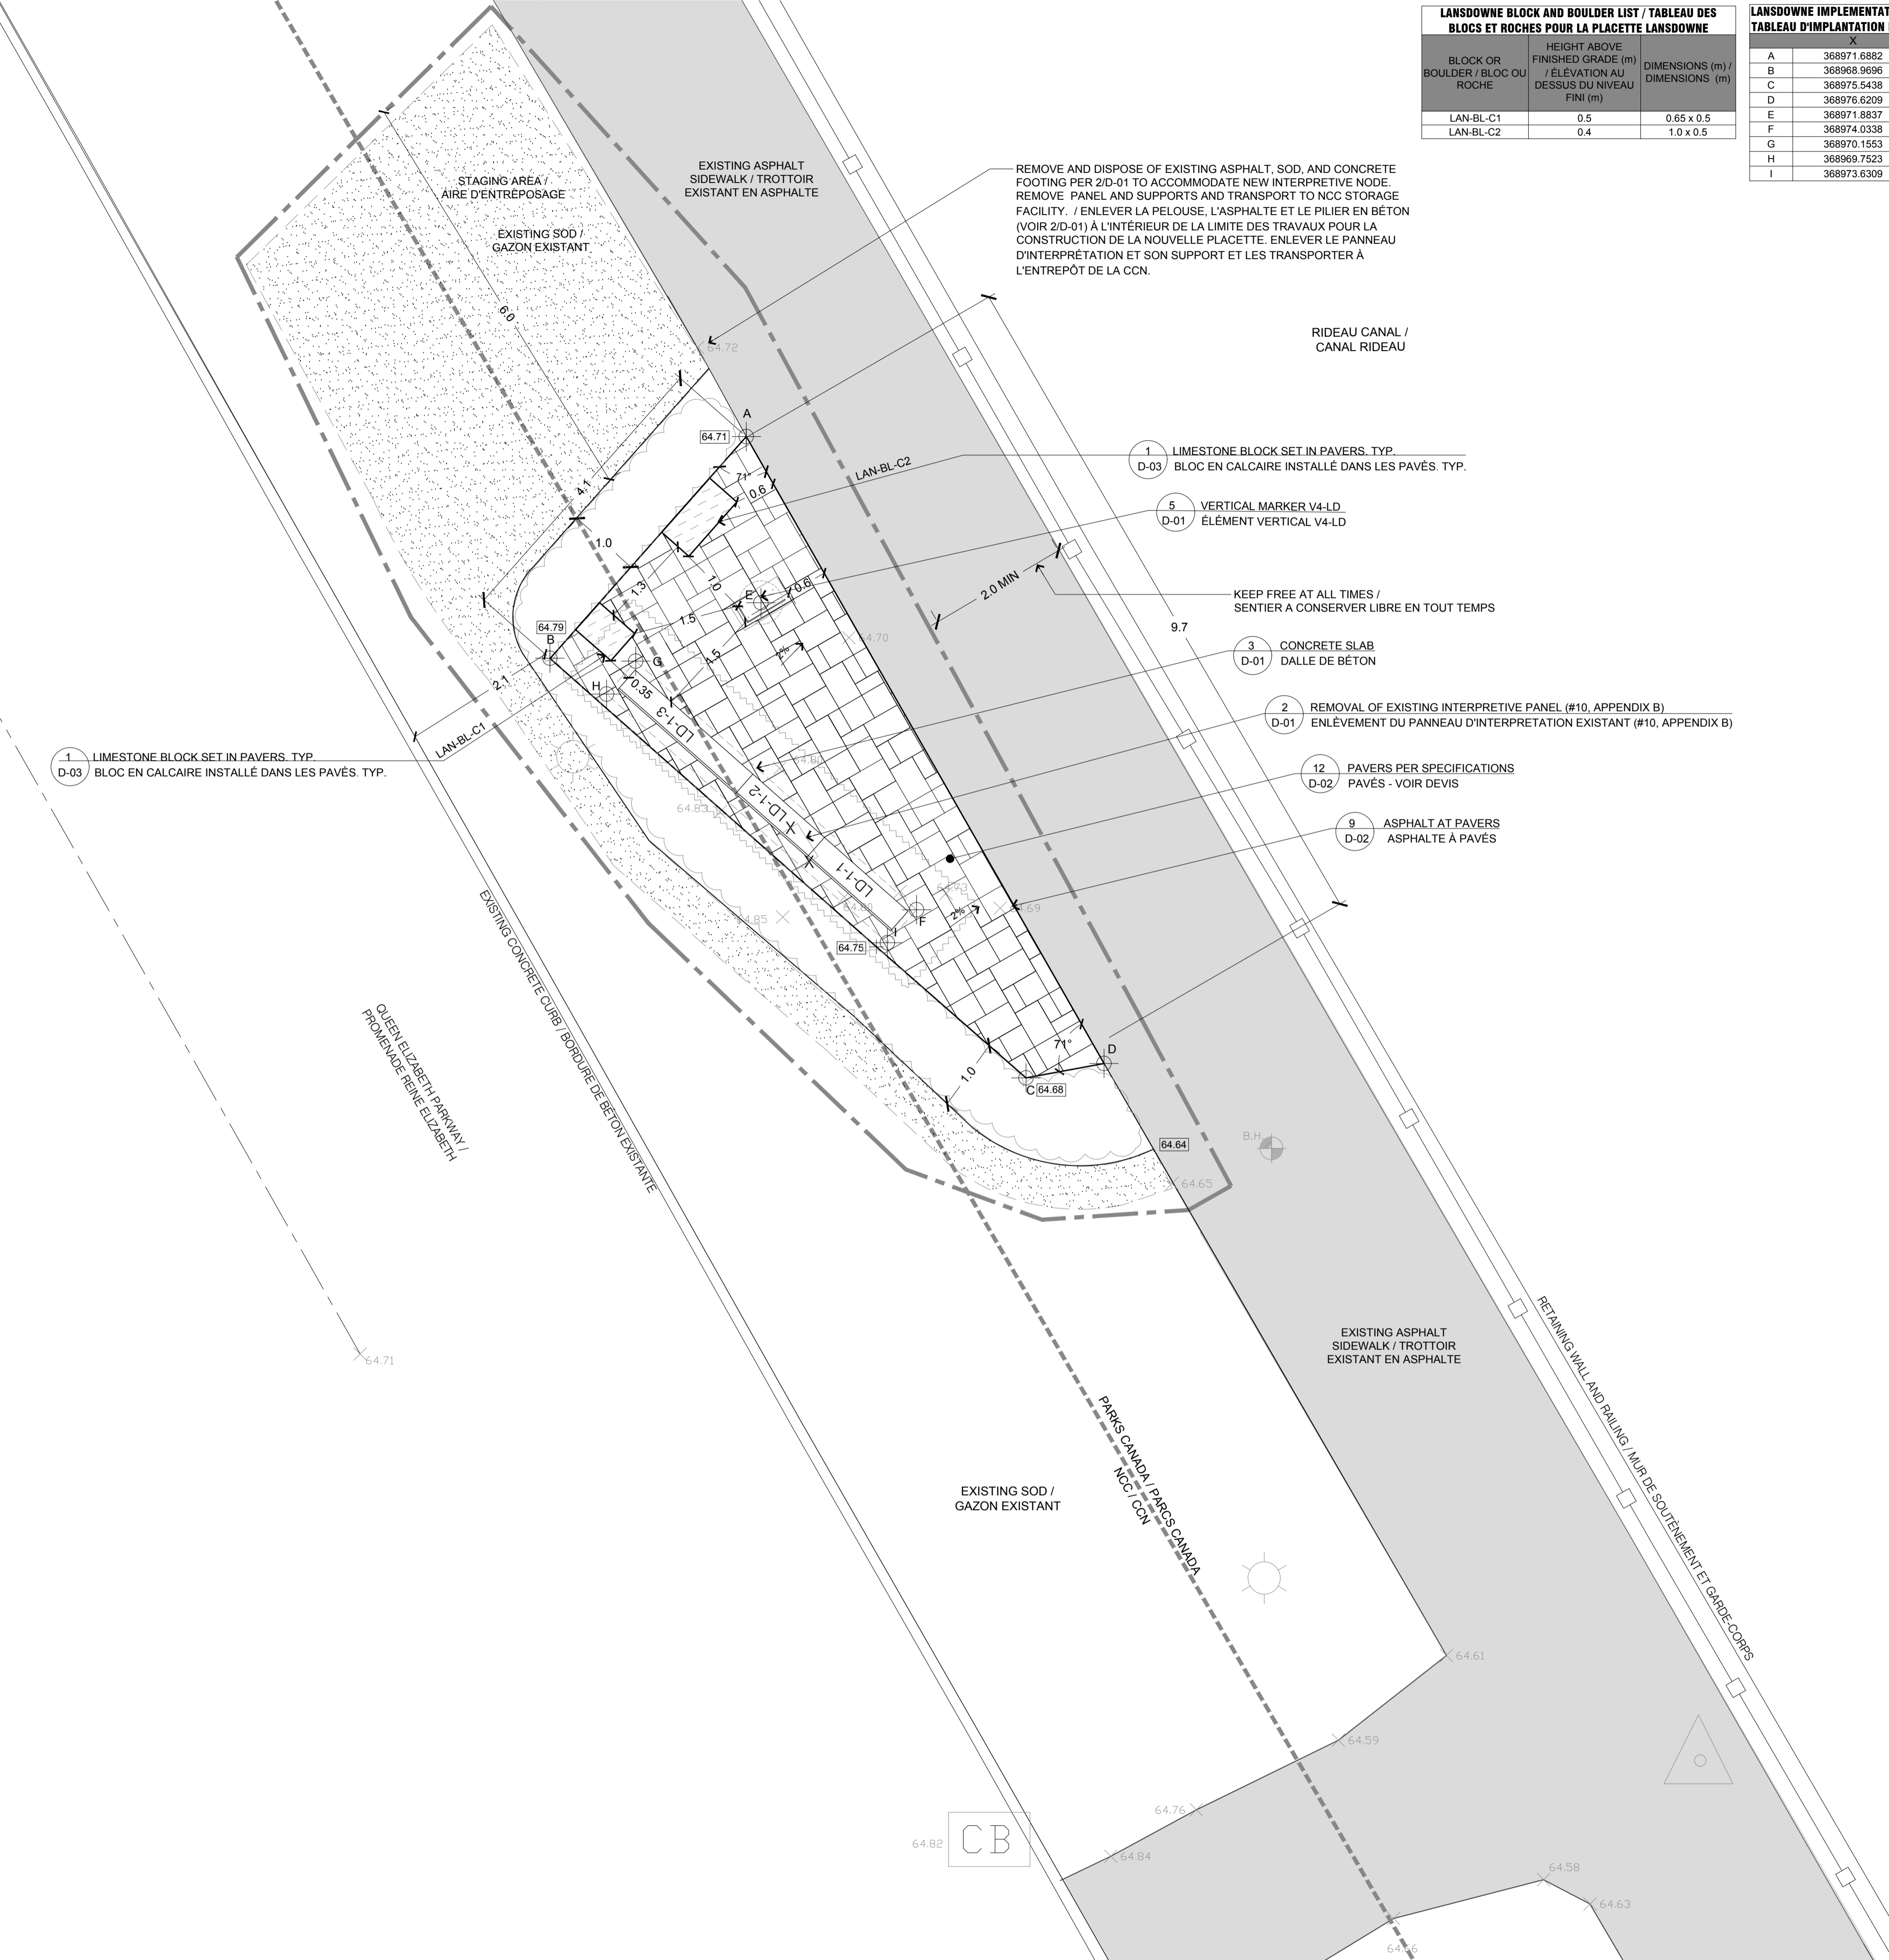 LANSDOWNE BLOCK AND BOULDER LIST / TABLEAU DES
BLOCS ET ROCHES POUR LA PLACETTE LANSDOWNE
BLOCK OR
BOULDER / BLOC OU
ROCHE
HEIGHT ABOVE
FINISHED GRADE (m)
/ ÉLÉVATION AU
DESSUS DU NIVEAU
FINI (m)
DIMENSIONS (m) /
DIMENSIONS (m)
LAN-BL-C1 0.5 0.65 x 0.5
LAN-BL-C2 0.4 1.0 x 0.5
LANSDOWNE
TABLEAU D'IMPLANTATION
X
A 368971.6882
B 368968.9696
C 368975.5438
D 368976.6209
E 368971.8837
F 368974.0338
G 368970.1553
H 368969.7523
I 368973.6309
EXISTING ASPHALT
SIDEWALK / TROTTOIR
EXISTANT EN ASPHALTE
STAGING AREA /
AIRE D'ENTREPOSAGE
EXISTING SOD /
GAZON EXISTANT
REMOVE AND DISPOSE OF EXISTING ASPHALT, SOD, AND CONCRETE
FOOTING PER 2/D-01 TO ACCOMMODATE NEW INTERPRETIVE NODE.
REMOVE PANEL AND SUPPORTS AND TRANSPORT TO NCC STORAGE
FACILITY. / ENLEVER LA PELOUSE, L'ASPHALTE ET LE PILIER EN BÉTON
(VOIR 2/D-01) À L'INTÉRIEUR DE LA LIMITE DES TRAVAUX POUR LA
CONSTRUCTION DE LA NOUVELLE PLACETTE. ENLEVER LE PANNEAU
D'INTERPRÉTATION ET SON SUPPORT ET LES TRANSPORTER À
L'ENTREPÔT DE LA CCN.
RIDEAU CANAL /
CANAL RIDEAU
6.0
64.72
A
64.71
71°
0.6
4.1
LAN-BL-C2
1 LIMESTONE BLOCK SET IN PAVERS. TYP.
D-03 BLOC EN CALCAIRE INSTALLÉ DANS LES PAVÈS. TYP.
5 VERTICAL MARKER V4-LD
D-01 ÉLÉMENT VERTICAL V4-LD
1.0
1.3
1.0
E
0.6
2.0 MIN
KEEP FREE AT ALL TIMES /
SENTIER A CONSERVER LIBRE EN TOUT TEMPS
9.7
64.79
B
1.5
1.5
2%
64.70
3 CONCRETE SLAB
D-01 DALLE DE BÉTON
G
H
0.35
2.1
LD-1-3
2 REMOVAL OF EXISTING INTERPRETIVE PANEL (#10, APPENDIX B)
D-01 ENLÈVEMENT DU PANNEAU D'INTERPRETATION EXISTANT (#10, APPENDIX B)
LAN-BL-C1
1 LIMESTONE BLOCK SET IN PAVERS. TYP.
D-03 BLOC EN CALCAIRE INSTALLÉ DANS LES PAVÈS. TYP.
12 PAVERS PER SPECIFICATIONS
D-02 PAVÉS - VOIR DEVIS
64.83
LD-1-2
9 ASPHALT AT PAVERS
D-02 ASPHALTE À PAVÉS
LD-1-1
64.73
64.69
64.85
F
2%
I
64.75
EXISTING CONCRETE CURB / BORDURE DE BÉTON EXISTANTE
QUEEN ELIZABETH PARKWAY /
PROMENADE REINE ELIZABETH
71°
D
1.0
C
64.68
64.64
B.H.
64.65
EXISTING ASPHALT
SIDEWALK / TROTTOIR
EXISTANT EN ASPHALTE
RETAINING WALL AND RAILING / MUR DE SOUTÈNEMENT ET GARDE-CORPS
64.71
PARKS CANADA / PARCS CANADA
NCC / CCN
EXISTING SOD /
GAZON EXISTANT
64.61
64.59
64.76
64.82
CB
64.84
64.58
64.63